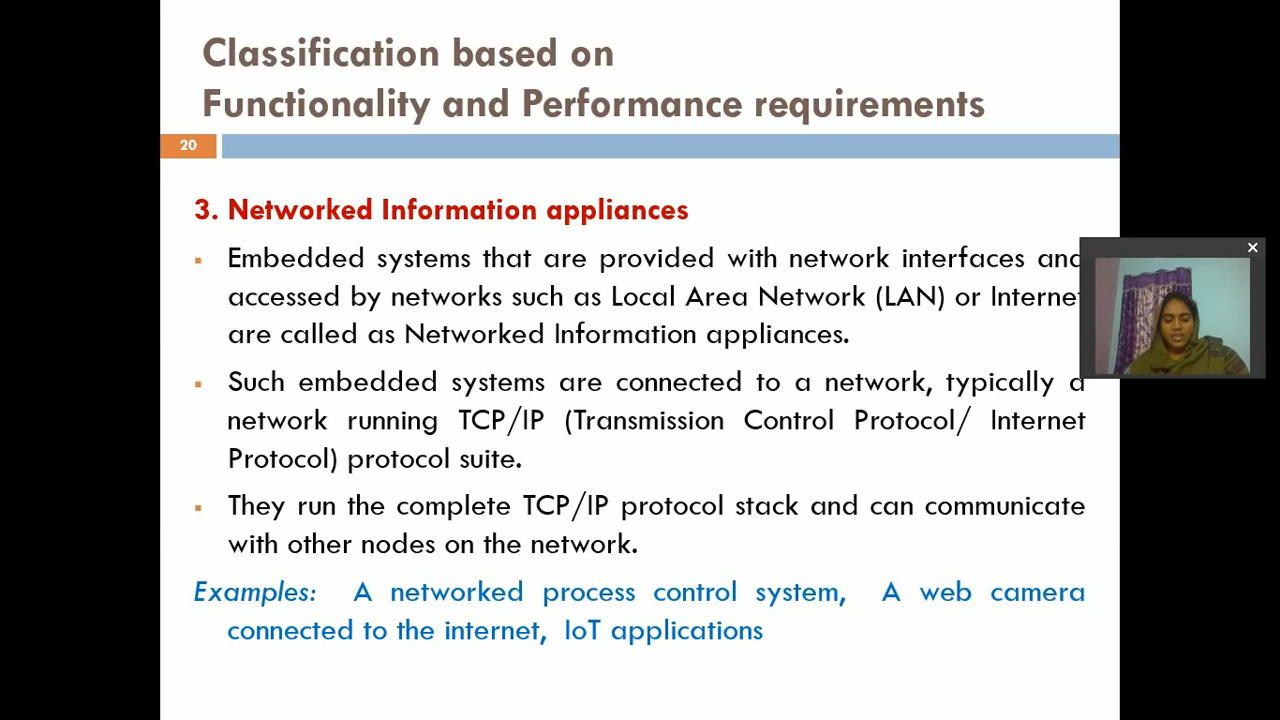 Classification based on
Functionality and Performance requirements
20
3. Networked Information appliances
▪ Embedded systems that are provided with network interfaces and
accessed by networks such as Local Area Network (LAN) or Internet
are called as Networked Information appliances.
▪ Such embedded systems are connected to a network, typically a
network running TCP/IP (Transmission Control Protocol/ Internet
Protocol) protocol suite.
▪ They run the complete TCP/IP protocol stack and can communicate
with other nodes on the network.
Examples: A networked process control system, A web camera
connected to the internet, IoT applications